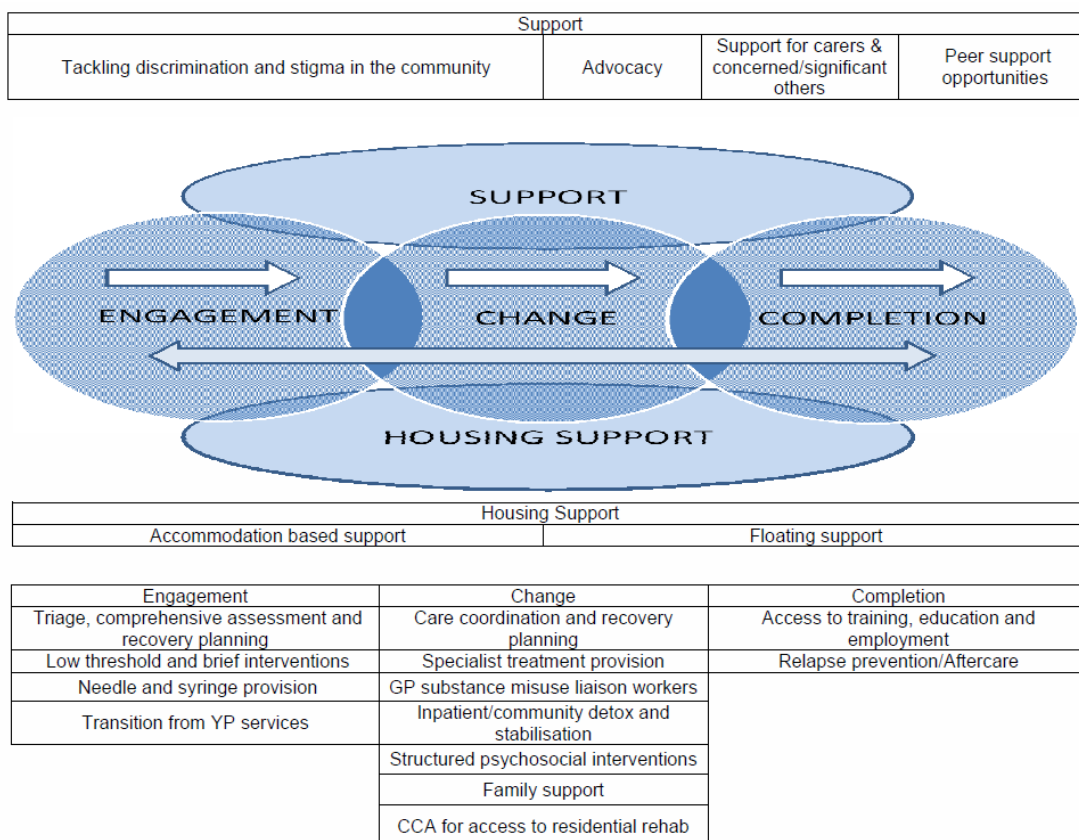 Support
Tackling discrimination and stigma in the community
Advocacy
Support for carers &
concerned/significant
others
Peer support
opportunities
SUPPORT
ENGAGEMENT
CHANGE
COMPLETION
HOUSING SUPPORT
Housing Support
Accommodation based support
Floating support
Engagement
Change
Completion
Triage, comprehensive assessment and
recovery planning
Care coordination and recovery
planning
Access to training, education and
employment
Low threshold and brief interventions
Specialist treatment provision
Relapse prevention/Aftercare
Needle and syringe provision
GP substance misuse liaison workers
Transition from YP services
Inpatient/community detox and
stabilisation
Structured psychosocial interventions
Family support
CCA for access to residential rehab